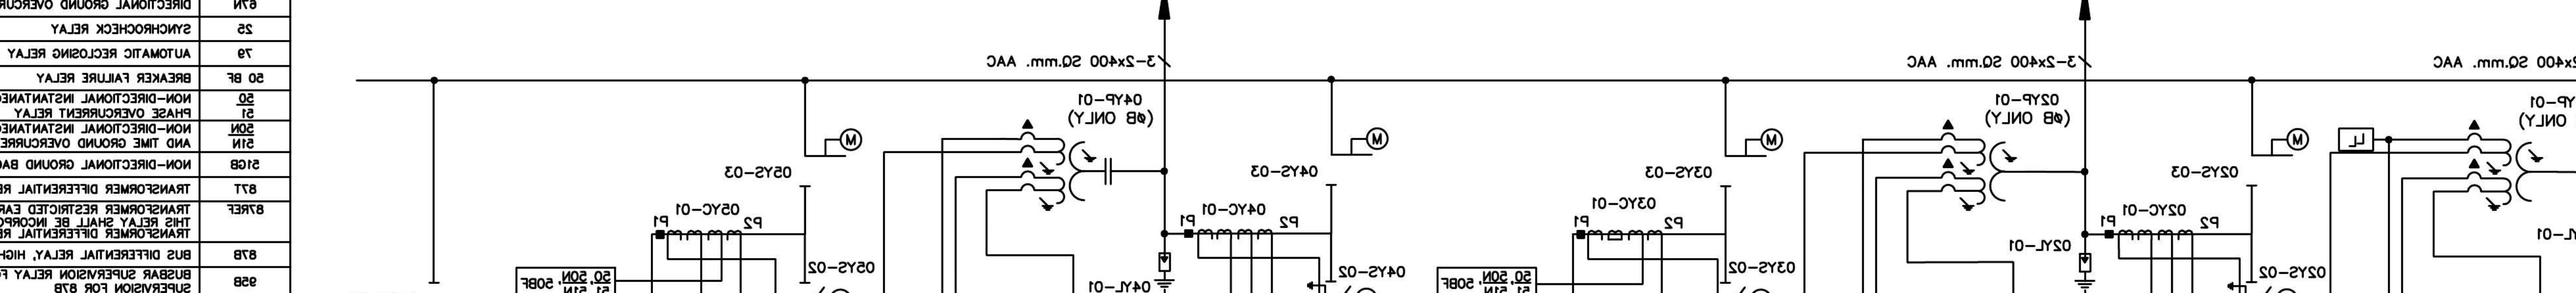 67N DIRECTIONAL GROUND OVERCUR
25 SYNCHROCHECK RELAY
79 AUTOMATIC RECLOSING RELAY
50 BF BREAKER FAILURE RELAY
50 NON-DIRECTIONAL INSTANTANE
51 PHASE OVERCURRENT RELAY
50N NON-DIRECTIONAL INSTANTANE
51N AND TIME GROUND OVERCURRE
51GB NON-DIRECTIONAL GROUND BAC
87T TRANSFORMER DIFFERENTIAL RE
87REF TRANSFORMER RESTRICTED EAR
THIS RELAY SHALL BE INCORPO
TRANSFORMER DIFFERENTIAL RE
87B BUS DIFFERENTIAL RELAY, HIGH
95B BUSBAR SUPERVISION RELAY FO
SUPERVISION FOR 87B
3-2x400 SQ.mm. AAC
3-2x400 SQ.mm. AAC
2x400 SQ.mm. AAC
04YP-01
(ØB ONLY)
M
M
05YS-03
04YS-03
05YC-01
P1
P2
04YC-01
P1
P2
05YS-02
04YS-02
04YL-01
50, 50N, 50BF
51, 51N
02YP-01
(ØB ONLY)
M
M
03YS-03
02YS-03
03YC-01
P1
P2
02YC-01
P1
P2
03YS-02
02YS-02
02YL-01
50, 50N, 50BF
51, 51N
YP-01
ONLY)
LL